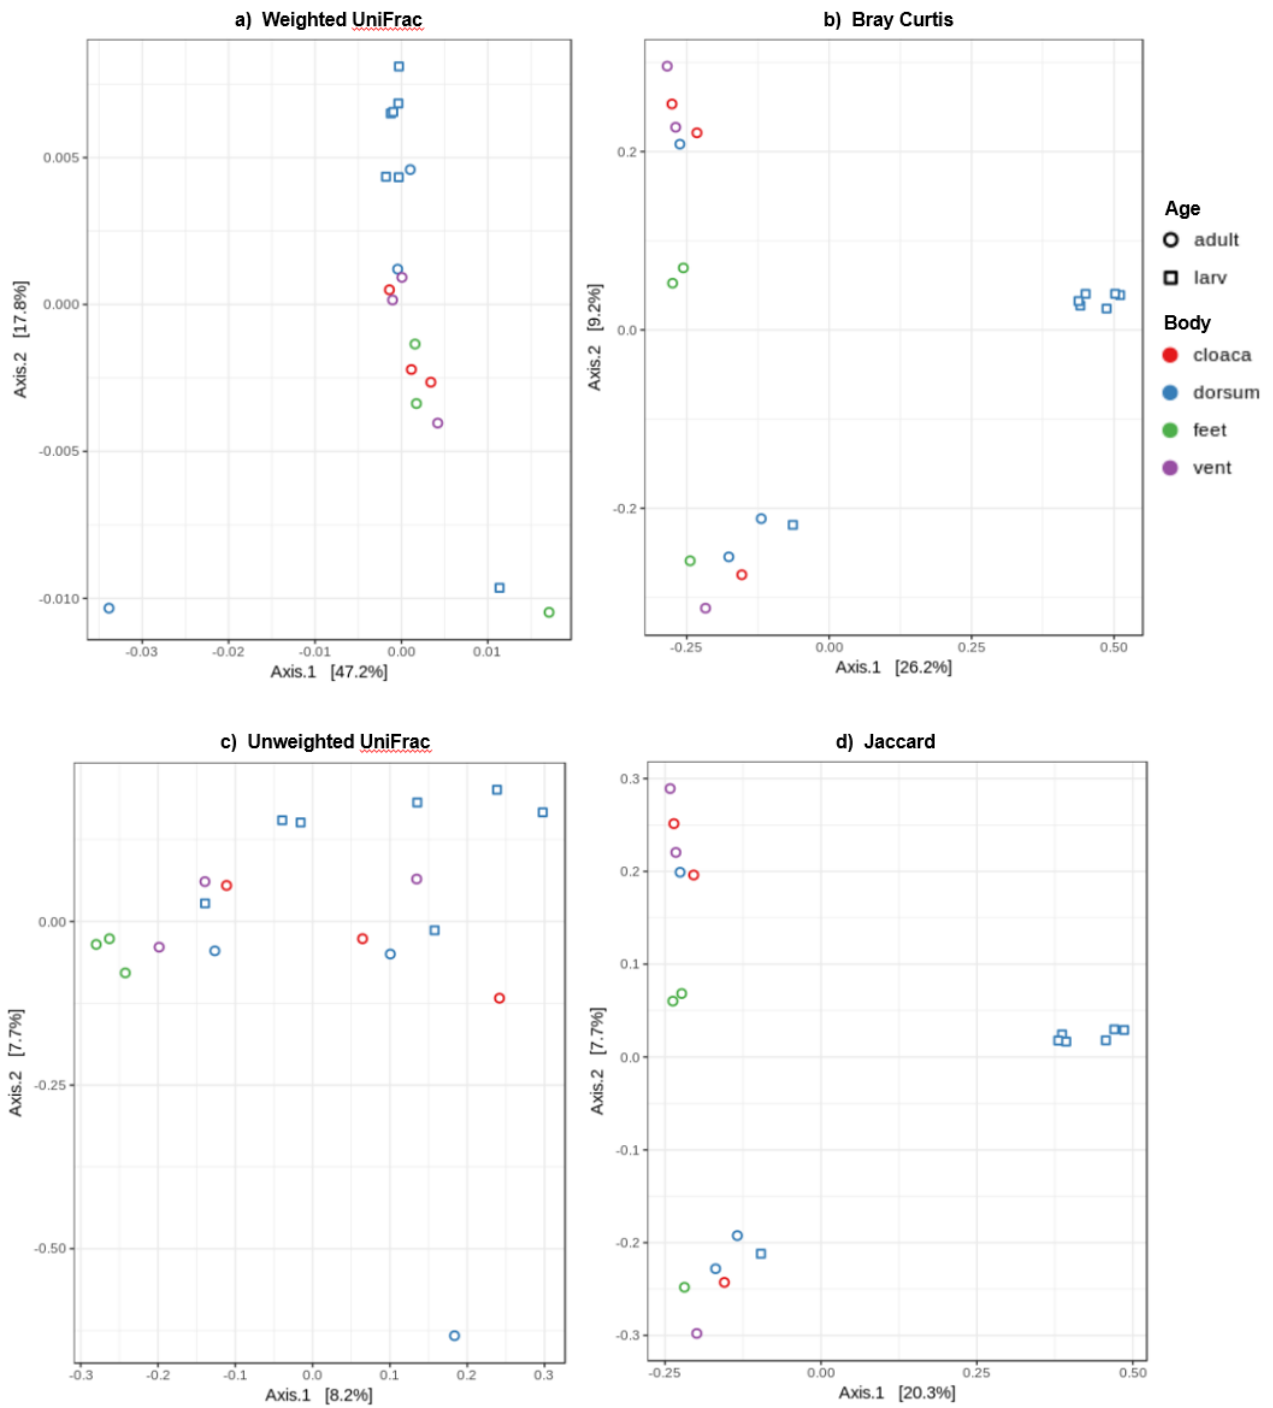 a) Weighted UniFrac
b) Bray Curtis
0.005
0.000
-0.005
-0.010
Axis.2 [17.8%]
-0.03
-0.02
-0.01
0.00
0.01
Axis.1 [47.2%]
0.2
0.0
-0.2
Axis.2 [9.2%]
-0.25
0.00
0.25
0.50
Axis.1 [26.2%]
Age
adult
larv
Body
cloaca
dorsum
feet
vent
c) Unweighted UniFrac
d) Jaccard
0.00
-0.25
-0.50
Axis.2 [7.7%]
-0.3
-0.2
-0.1
0.0
0.1
0.2
0.3
Axis.1 [8.2%]
0.3
0.2
0.1
0.0
-0.1
-0.2
-0.3
Axis.2 [7.7%]
-0.25
0.00
0.25
0.50
Axis.1 [20.3%]